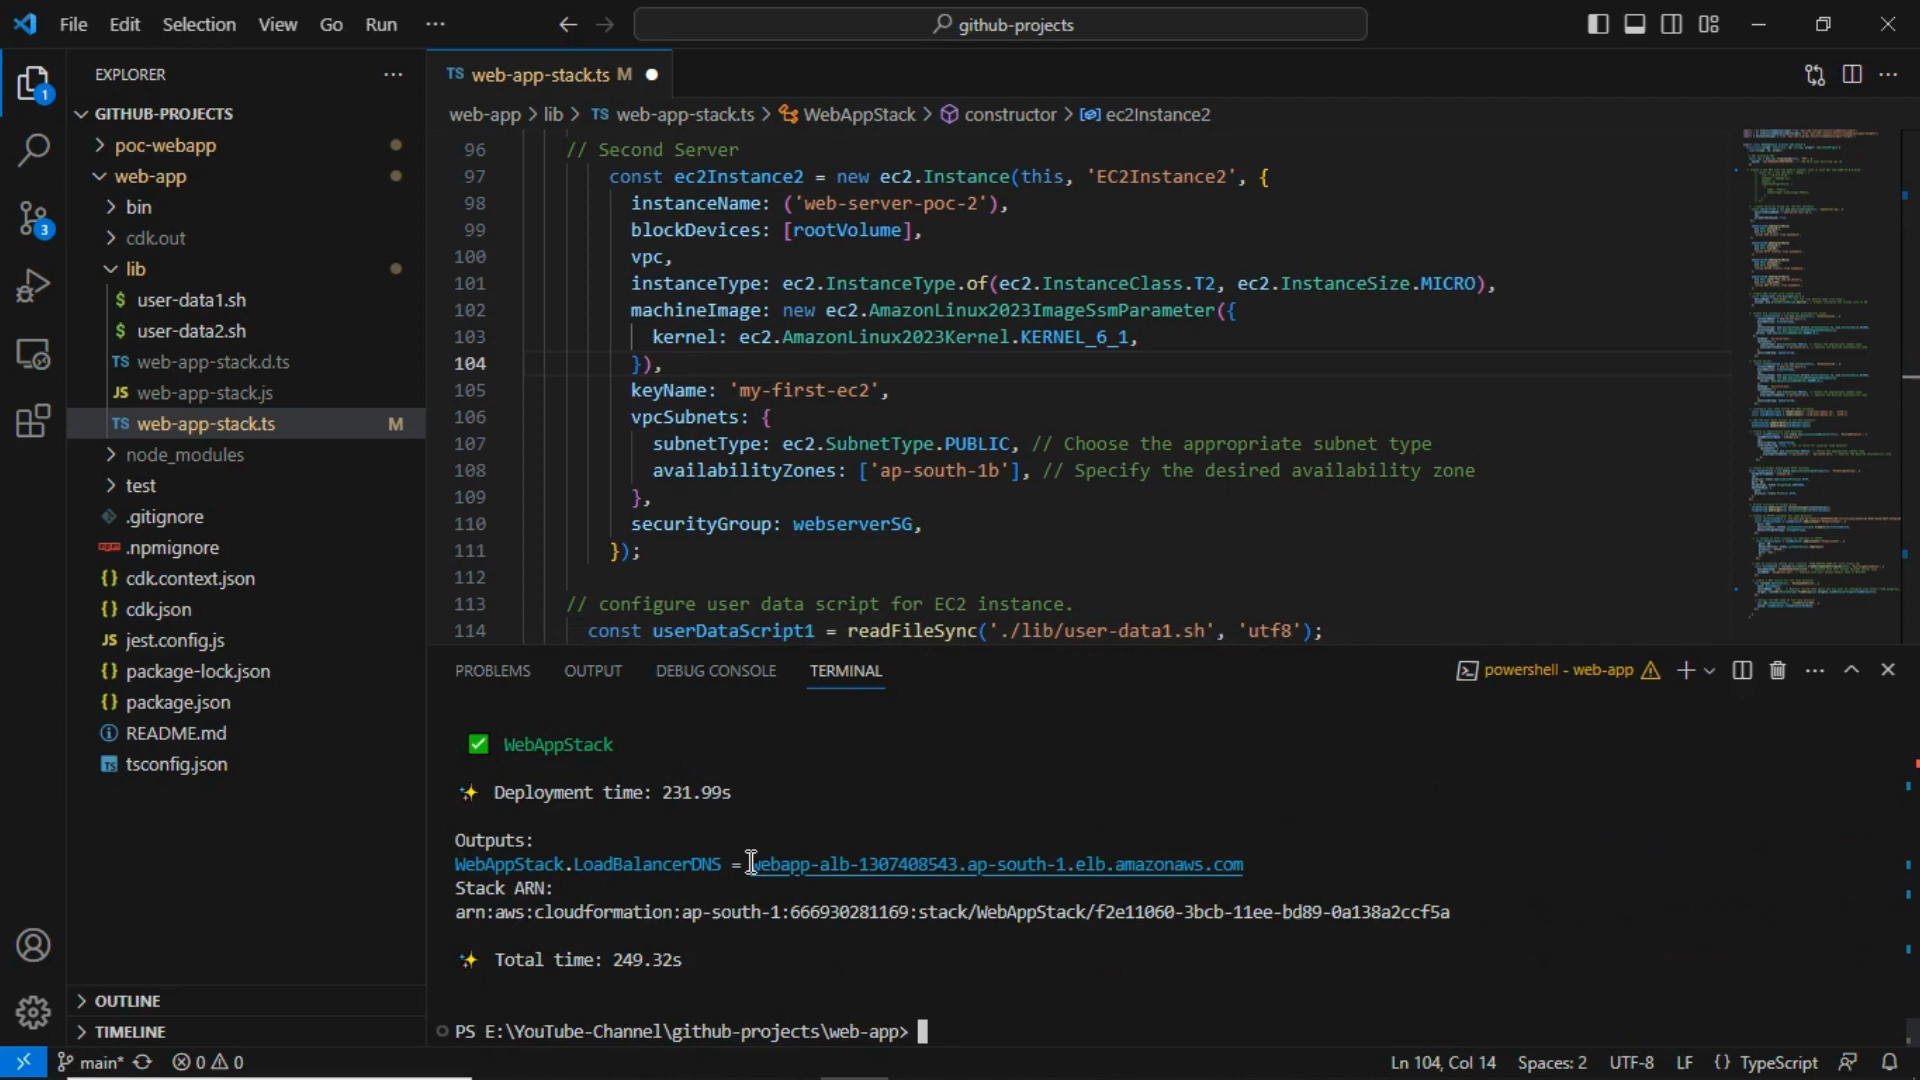 File Edit Selection View Go Run ···
github-projects
EXPLORER
GITHUB-PROJECTS
poc-webapp
web-app
bin
cdk.out
lib
$ user-data1.sh
$ user-data2.sh
TS web-app-stack.d.ts
JS web-app-stack.js
TS web-app-stack.ts M
node_modules
test
.gitignore
.npmignore
{} cdk.context.json
{} cdk.json
JS jest.config.js
{} package-lock.json
{} package.json
README.md
tsconfig.json
OUTLINE
TIMELINE
1
3
TS web-app-stack.ts M
web-app > lib > TS web-app-stack.ts > WebAppStack > constructor > ec2Instance2
96 // Second Server
97 const ec2Instance2 = new ec2.Instance(this, 'EC2Instance2', {
98 instanceName: ('web-server-poc-2'),
99 blockDevices: [rootVolume],
100 vpc,
101 instanceType: ec2.InstanceType.of(ec2.InstanceClass.T2, ec2.InstanceSize.MICRO),
102 machineImage: new ec2.AmazonLinux2023ImageSsmParameter({
103 kernel: ec2.AmazonLinux2023Kernel.KERNEL_6_1,
104 }),
105 keyName: 'my-first-ec2',
106 vpcSubnets: {
107 subnetType: ec2.SubnetType.PUBLIC, // Choose the appropriate subnet type
108 availabilityZones: ['ap-south-1b'], // Specify the desired availability zone
109 },
110 securityGroup: webserverSG,
111 });
112
113 // configure user data script for EC2 instance.
114 const userDataScript1 = readFileSync('./lib/user-data1.sh', 'utf8');
PROBLEMS OUTPUT DEBUG CONSOLE TERMINAL
powershell - web-app
WebAppStack
Deployment time: 231.99s
Outputs:
WebAppStack.LoadBalancerDNS = webapp-alb-1307408543.ap-south-1.elb.amazonaws.com
Stack ARN:
arn:aws:cloudformation:ap-south-1:666930281169:stack/WebAppStack/f2e11060-3bcb-11ee-bd89-0a138a2ccf5a
Total time: 249.32s
PS E:\YouTube-Channel\github-projects\web-app>
main* 0 0
Ln 104, Col 14 Spaces: 2 UTF-8 LF {} TypeScript